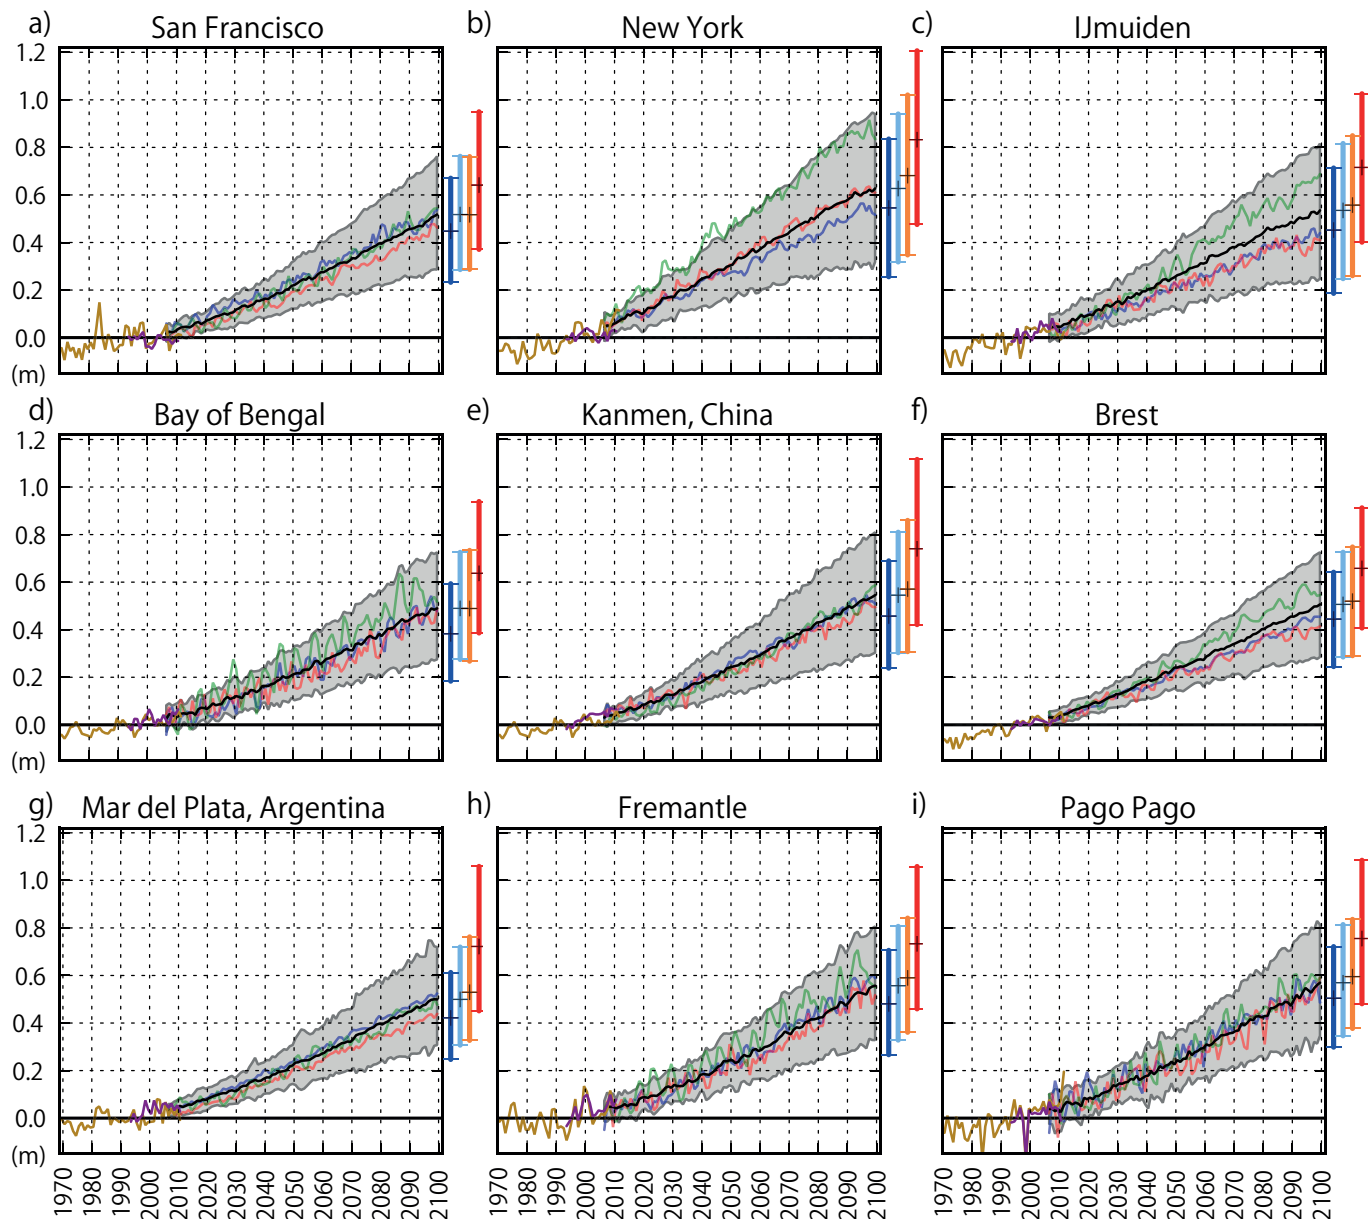 a) San Francisco
b) New York
c) IJmuiden
1.2
1.0
0.8
0.6
0.4
0.2
0.0
(m)
d) Bay of Bengal
e) Kanmen, China
f) Brest
1.2
1.0
0.8
0.6
0.4
0.2
0.0
(m)
g) Mar del Plata, Argentina
h) Fremantle
i) Pago Pago
1.2
1.0
0.8
0.6
0.4
0.2
0.0
(m)
1970 1980 1990 2000 2010 2020 2030 2040 2050 2060 2070 2080 2090 2100
1970 1980 1990 2000 2010 2020 2030 2040 2050 2060 2070 2080 2090 2100
1970 1980 1990 2000 2010 2020 2030 2040 2050 2060 2070 2080 2090 2100